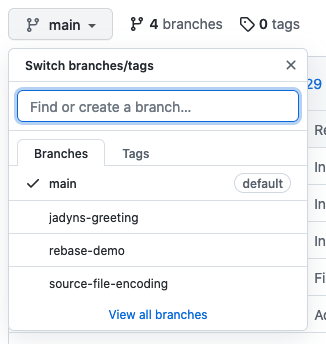 main 4 branches 0 tags
Switch branches/tags
29
Find or create a branch...
Re
Branches Tags
In
main default
In
jadyns-greeting
In
rebase-demo
Fi
source-file-encoding
Ad
View all branches